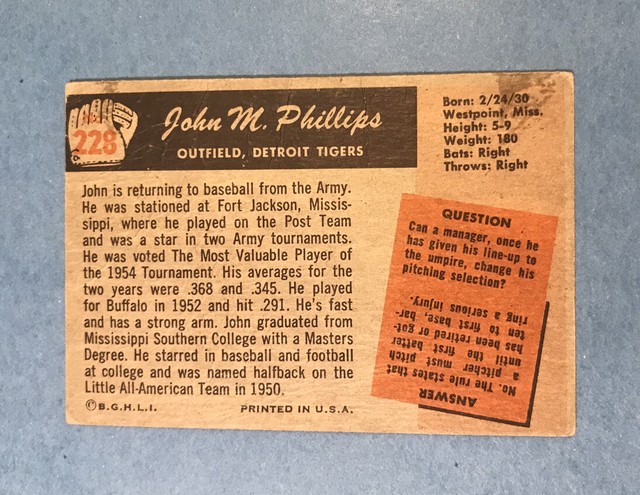 228
John M. Phillips
OUTFIELD, DETROIT TIGERS
Born: 2/24/30
Westpoint, Miss.
Height: 5-9
Weight: 180
Bats: Right
Throws: Right
John is returning to baseball from the Army.
He was stationed at Fort Jackson, Missis-
sippi, where he played on the Post Team
and was a star in two Army tournaments.
He was voted The Most Valuable Player of
the 1954 Tournament. His averages for the
two years were .368 and .345. He played
for Buffalo in 1952 and hit .291. He's fast
and has a strong arm. John graduated from
Mississippi Southern College with a Masters
Degree. He starred in baseball and football
at college and was named halfback on the
Little All-American Team in 1950.
QUESTION
Can a manager, once he
has given his line-up to
the umpire, change his
pitching selection?
ANSWER
No. The rule states that
a pitcher must pitch
until the first batter
has been retired or got-
ten to first base, bar-
ring a serious injury.
©B.G.H.L.I.
PRINTED IN U.S.A.